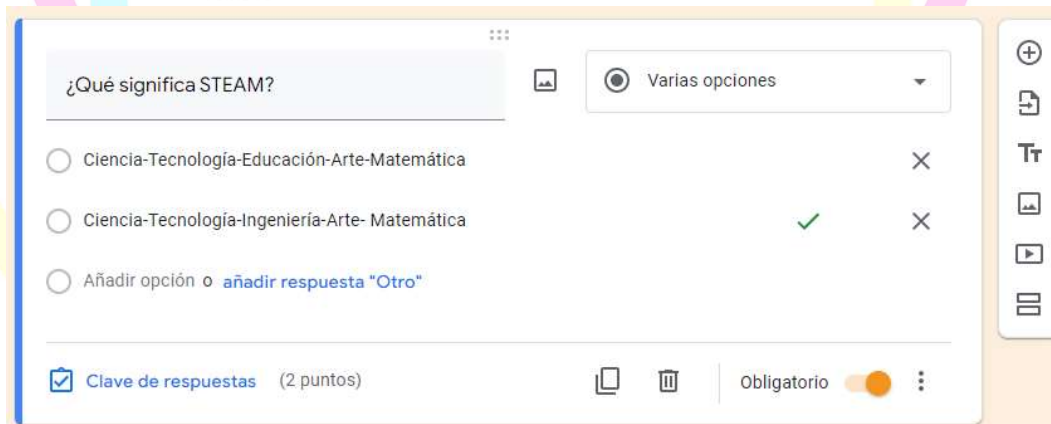 ¿Qué significa STEAM?
Varias opciones
Ciencia-Tecnología-Educación-Arte-Matemática
Ciencia-Tecnología-Ingeniería-Arte- Matemática
Añadir opción o añadir respuesta "Otro"
Clave de respuestas (2 puntos)
Obligatorio
Tт